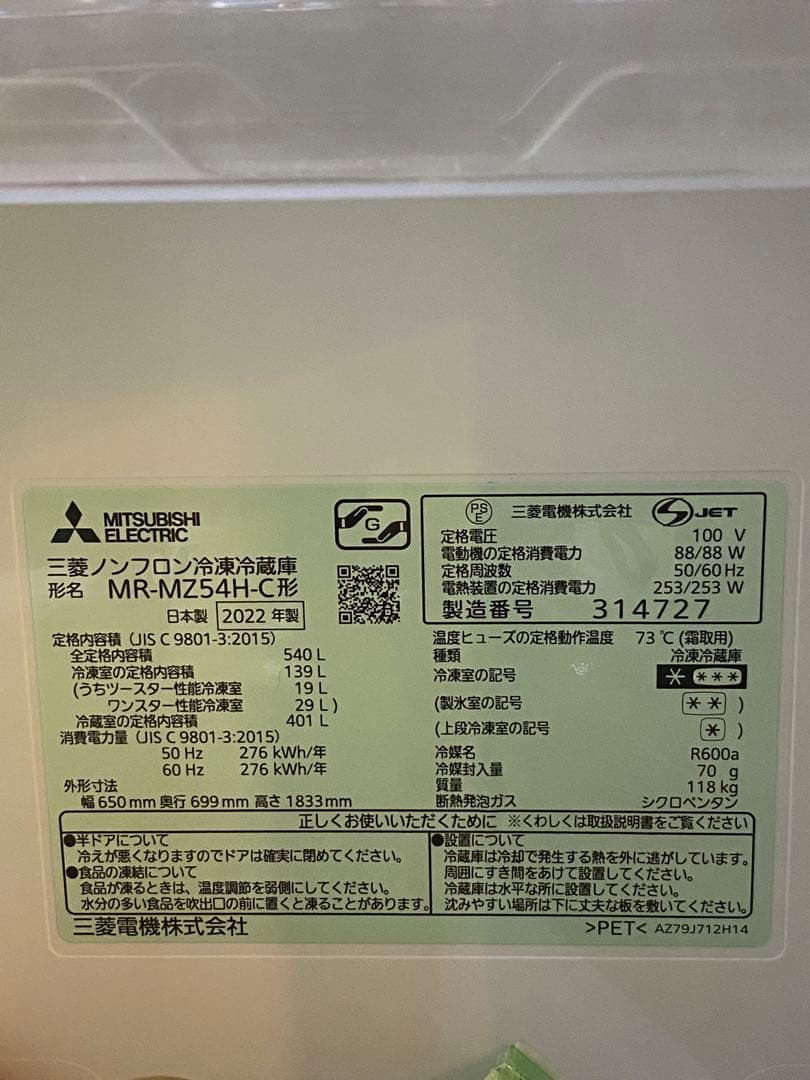 MITSUBISHI
ELECTRIC
G
三菱ノンフロン冷凍冷蔵庫
形名 MR-MZ54H-C形
日本製 2022 年製
定格内容積 (JIS C 9801-3:2015)
全定格内容積 540 L
冷凍室の定格内容積 139 L
(うちツースター性能冷凍室 19 L
ワンスター性能冷凍室 29 L)
冷蔵室の定格内容積 401 L
消費電力量 (JIS C 9801-3:2015)
50 Hz 276 kWh/年
60 Hz 276 kWh/年
外形寸法
幅 650 mm 奥行 699 mm 高さ 1833 mm
PS
E 三菱電機株式会社 S JET
定格電圧 100 V
電動機の定格消費電力 88/88 W
定格周波数 50/60 Hz
電熱装置の定格消費電力 253/253 W
製造番号 314727
温度ヒューズの定格動作温度 73 ℃ (霜取用)
種類 冷凍冷蔵庫
冷凍室の記号 * ***
(製氷室の記号 ** )
(上段冷凍室の記号 * )
冷媒名 R600a
冷媒封入量 70 g
質量 118 kg
断熱発泡ガス シクロペンタン
正しくお使いいただくために ※くわしくは取扱説明書をご覧ください
●半ドアについて
冷えが悪くなりますのでドアは確実に閉めてください。
●食品の凍結について
食品が凍るときは、温度調節を弱側にしてください。
水分の多い食品を吹出口の前に置くと凍ることがあります。
●設置について
冷蔵庫は冷却で発生する熱を外に逃がしています。
周囲にすき間をあけて設置してください。
冷蔵庫は水平な所に設置してください。
沈みやすい場所は下に丈夫な板を敷いてください。
三菱電機株式会社 >PET< AZ79J712H14